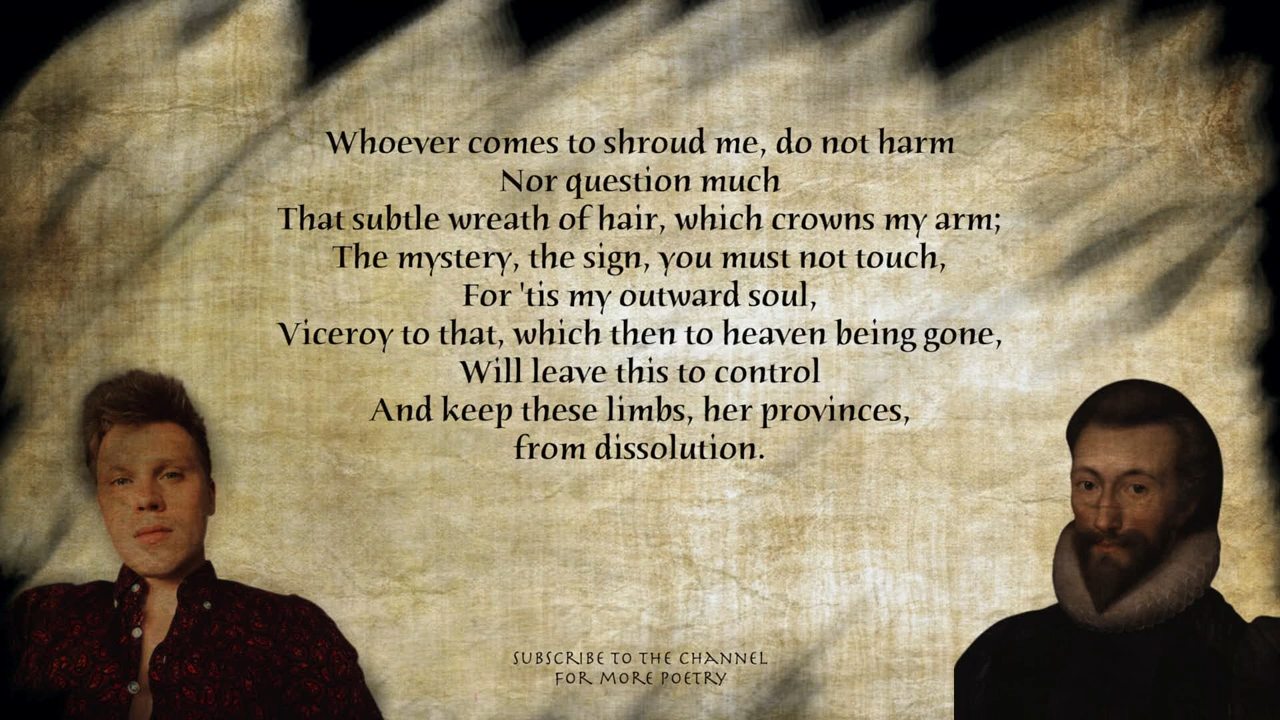 Whoever comes to shroud me, do not harm
Nor question much
That subtle wreath of hair, which crowns my arm;
The mystery, the sign, you must not touch,
For 'tis my outward soul,
Viceroy to that, which then to heaven being gone,
Will leave this to control
And keep these limbs, her provinces,
from dissolution.
SUBSCRIBE TO THE CHANNEL
FOR MORE POETRY